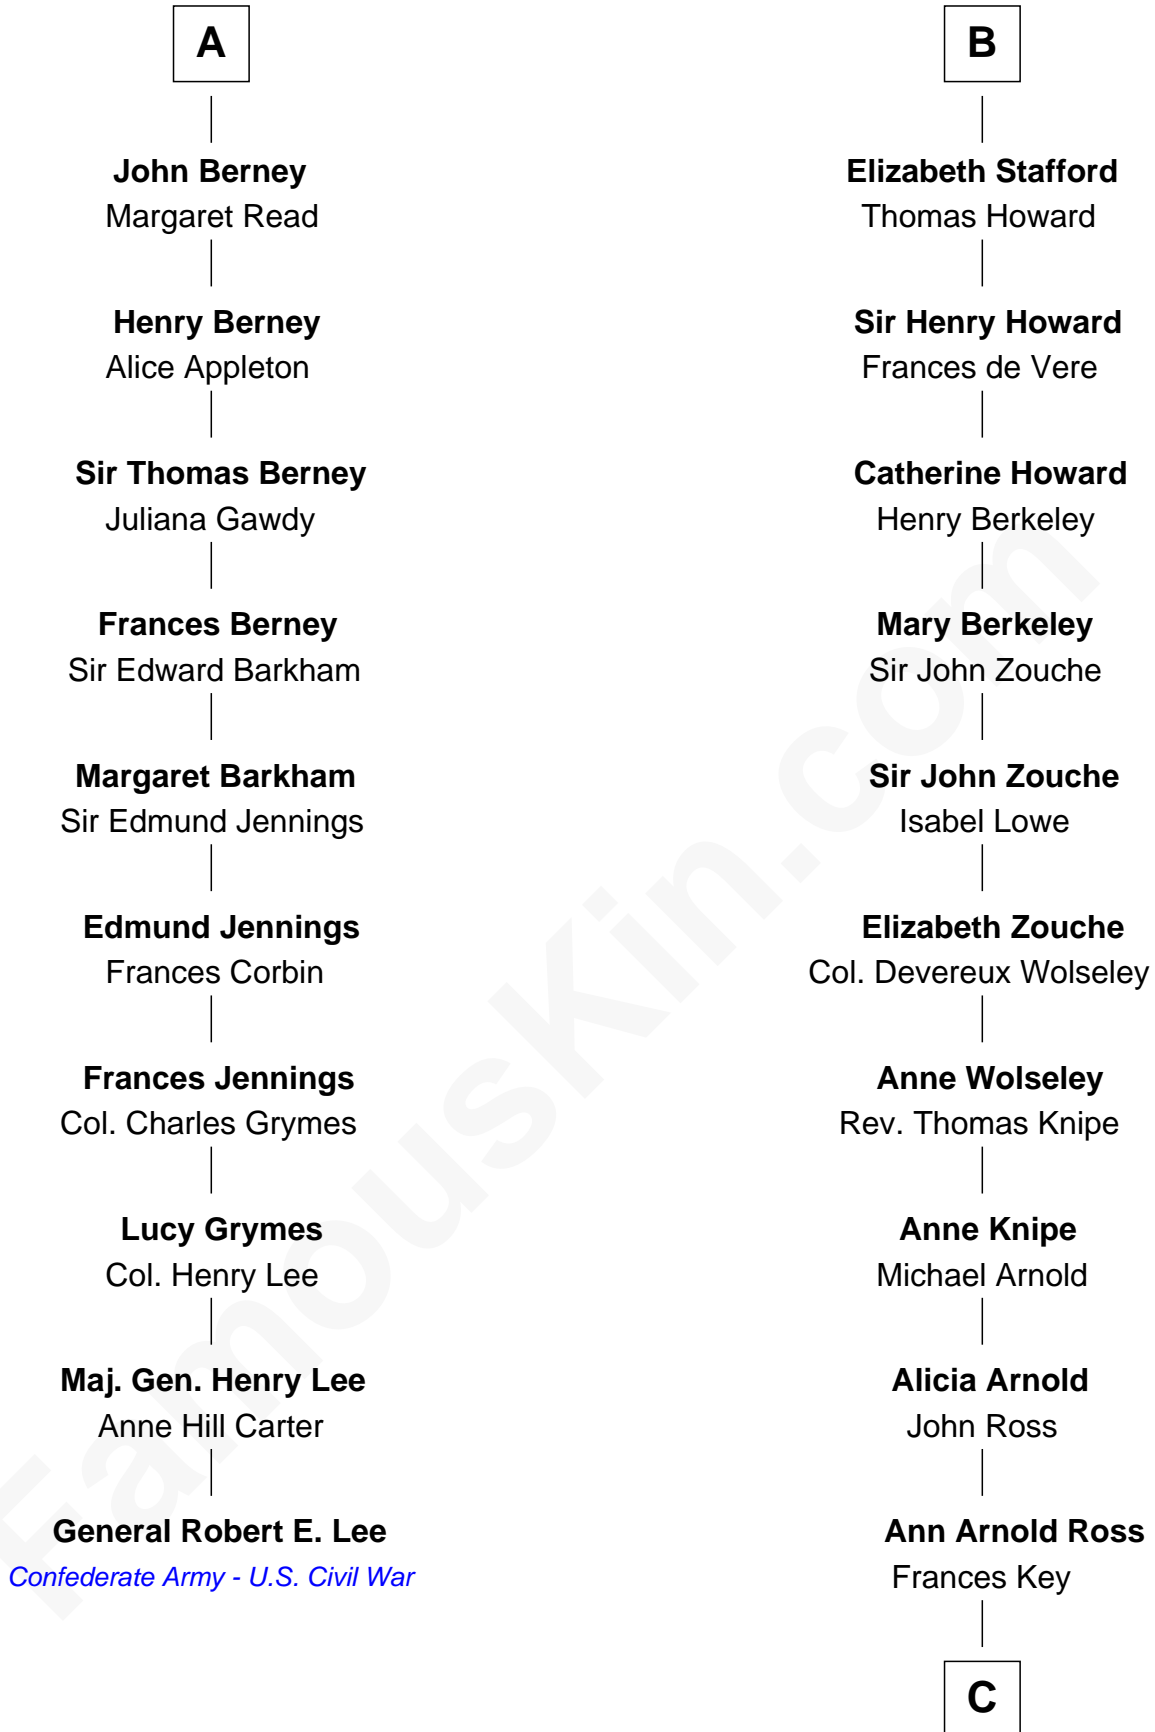 A
John Berney
Margaret Read
Henry Berney
Alice Appleton
Sir Thomas Berney
Juliana Gawdy
Frances Berney
Sir Edward Barkham
Margaret Barkham
Sir Edmund Jennings
Edmund Jennings
Frances Corbin
Frances Jennings
Col. Charles Grymes
Lucy Grymes
Col. Henry Lee
Maj. Gen. Henry Lee
Anne Hill Carter
General Robert E. Lee
Confederate Army - U.S. Civil War
B
Elizabeth Stafford
Thomas Howard
Sir Henry Howard
Frances de Vere
Catherine Howard
Henry Berkeley
Mary Berkeley
Sir John Zouche
Sir John Zouche
Isabel Lowe
Elizabeth Zouche
Col. Devereux Wolseley
Anne Wolseley
Rev. Thomas Knipe
Anne Knipe
Michael Arnold
Alicia Arnold
John Ross
Ann Arnold Ross
Frances Key
C
FamousKin.com